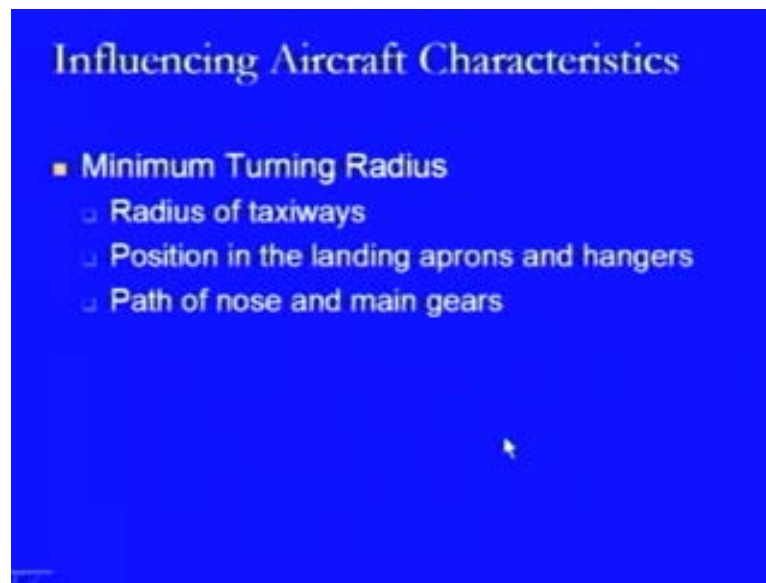 Influencing Aircraft Characteristics
Minimum Turning Radius
Radius of taxiways
Position in the landing aprons and hangers
Path of nose and main gears